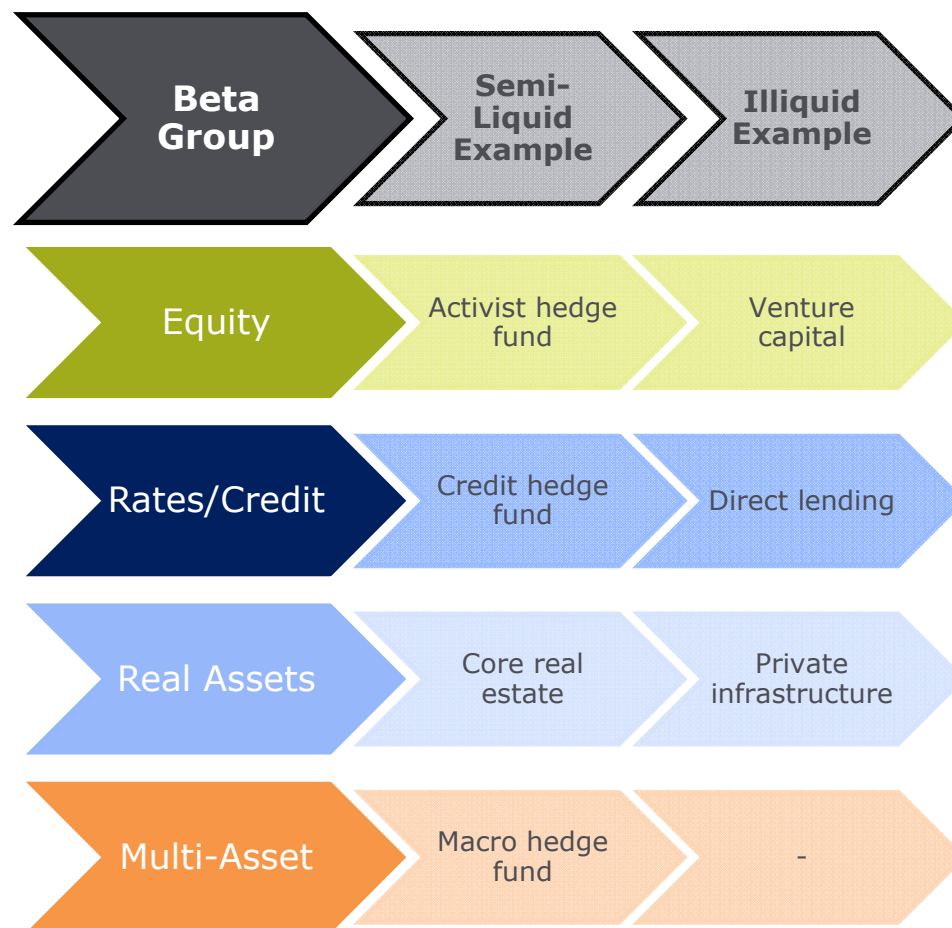 Beta
Group
Semi-
Liquid
Example
Illiquid
Example
Equity
Activist hedge
fund
Venture
capital
Rates/Credit
Credit hedge
fund
Direct lending
Real Assets
Core real
estate
Private
infrastructure
Multi-Asset
Macro hedge
fund
-